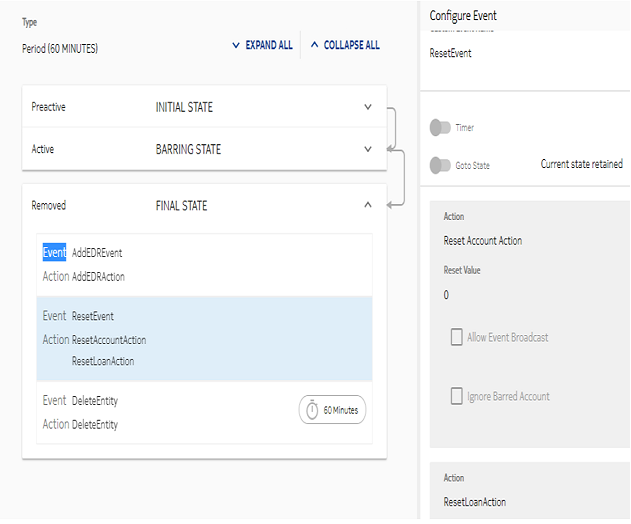 Type
Period (60 MINUTES)
EXPAND ALL
COLLAPSE ALL
Preactive INITIAL STATE
Active BARRING STATE
Removed FINAL STATE
Event AddEDREvent
Action AddEDRAction
Event ResetEvent
Action ResetAccountAction
ResetLoanAction
Event DeleteEntity
60 Minutes
Action DeleteEntity
Configure Event
ResetEvent
Timer
Goto State Current state retained
Action
Reset Account Action
Reset Value
0
Allow Event Broadcast
Ignore Barred Account
Action
ResetLoanAction